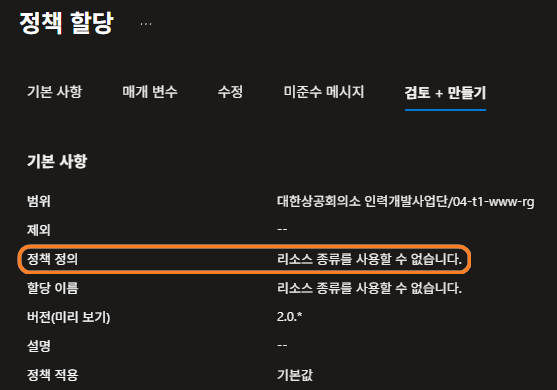 정책 할당 ...
기본 사항 매개 변수 수정 미준수 메시지 검토 + 만들기
기본 사항
범위 대한상공회의소 인력개발사업단/04-t1-www-rg
제외 --
정책 정의 리소스 종류를 사용할 수 없습니다.
할당 이름 리소스 종류를 사용할 수 없습니다.
버전(미리 보기) 2.0.*
설명 --
정책 적용 기본값